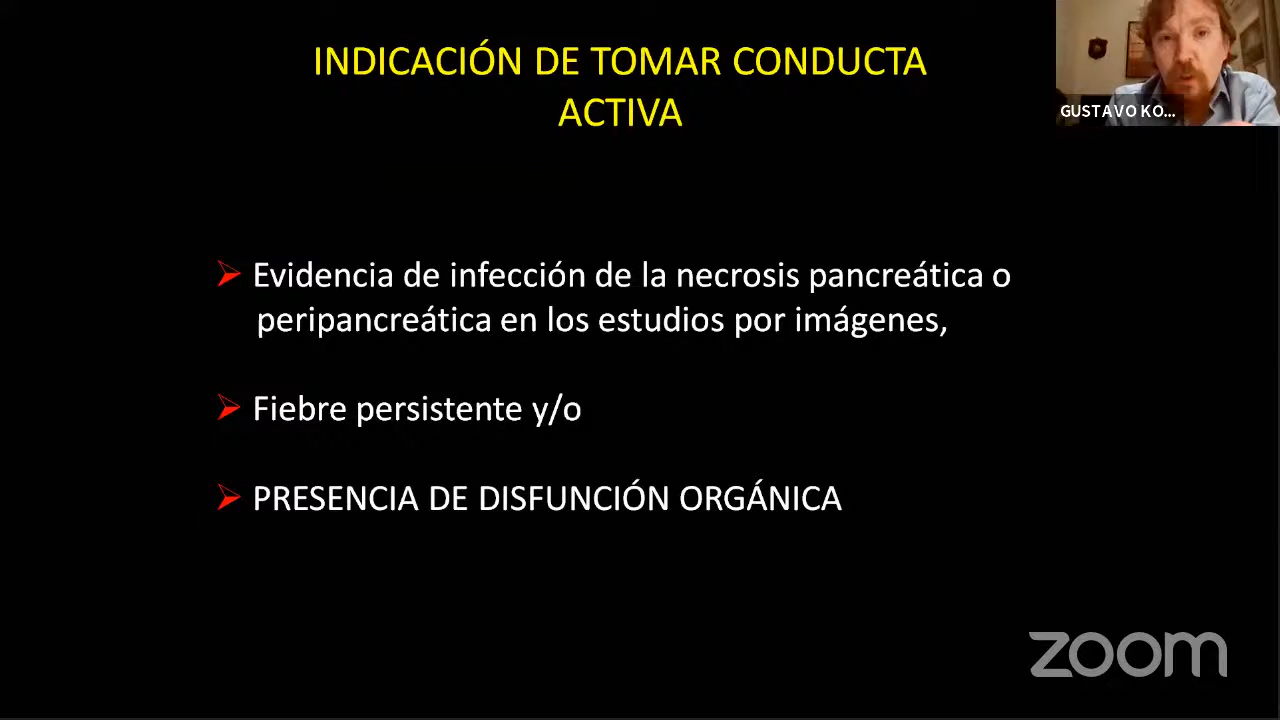 INDICACIÓN DE TOMAR CONDUCTA
ACTIVA
GUSTAVO KO...
Evidencia de infección de la necrosis pancreática o
peripancreática en los estudios por imágenes,
Fiebre persistente y/o
PRESENCIA DE DISFUNCIÓN ORGÁNICA
zoom